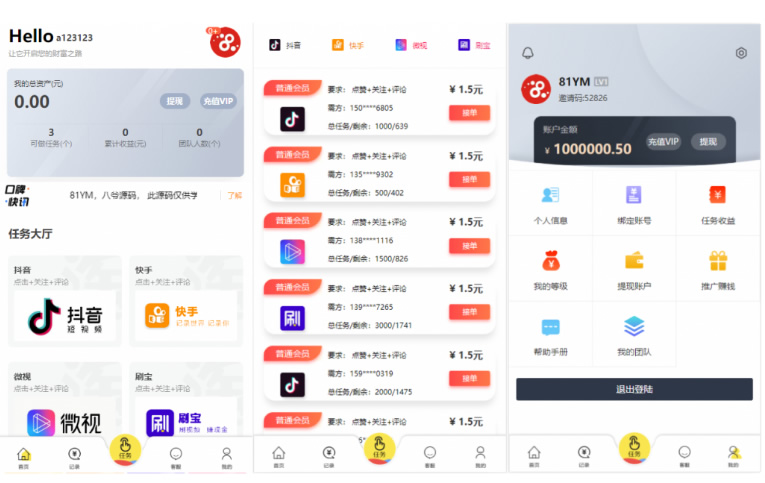 Hello a123123
让它开启您的财富之路
我的总资产(元)
0.00
提现
充值VIP
3
0
0
可做任务(个)
累计收益(元)
团队人数(个)
口碑·
·快讯
81YM，八号源码， 此源码仅供学
了解
任务大厅
抖音
点击+关注+评论
抖音
短视频
快手
点击+关注+评论
快手
记录世界 记录你
微视
点击+关注+评论
微视
刷宝
点击+关注+评论
刷
刷宝
首页
记录
任务
客服
我的
抖音
快手
微视
刷宝
普通会员
要求：点赞+关注+评论
¥ 1.5元
需方：150****6805
接单
总任务/剩余：1000/639
普通会员
要求：点赞+关注+评论
¥ 1.5元
需方：135****9302
接单
总任务/剩余：500/402
普通会员
要求：点赞+关注+评论
¥ 1.5元
需方：138****1116
接单
总任务/剩余：1500/826
普通会员
要求：点赞+关注+评论
¥ 1.5元
需方：139****7265
刷
接单
总任务/剩余：3000/1741
普通会员
要求：点赞+关注+评论
¥ 1.5元
需方：159****0319
接单
总任务/剩余：2000/1475
普通会员
要求：点赞+关注+评论
¥ 1.5元
首页
记录
任务
客服
我的
81YM LV1
邀请码:52826
账户金额
¥ 1000000.50
充值VIP
提现
个人信息
绑定账号
任务收益
我的等级
提现账户
推广赚钱
帮助手册
我的团队
退出登陆
首页
记录
任务
客服
我的